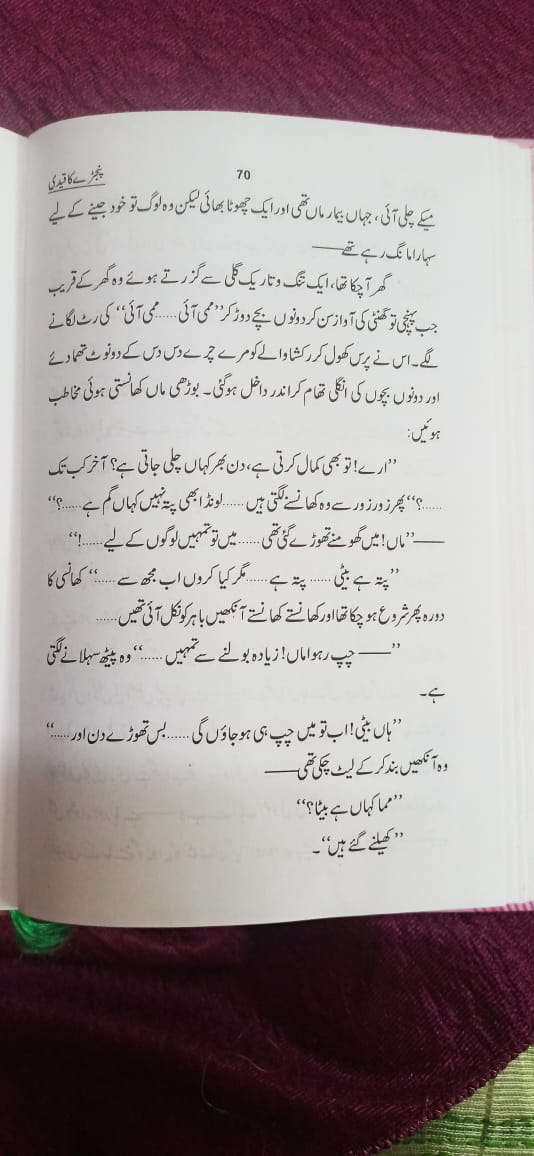 پنجڑے کا قیدی
70
میکے چلی آئی، جہاں بیمار ماں تھی اور ایک چھوٹا بھائی لیکن وہ لوگ تو خود جینے کے لیے
سہارا مانگ رہے تھے——
گھر آ چکا تھا، ایک تنگ و تاریک گلی سے گزرتے ہوئے وہ گھر کے قریب
جب پہنچی تو گھنٹی کی آواز سن کر دونوں بچے دوڑ کر ”ممی آئی......ممی آئی“ کی رٹ لگانے
لگے۔ اس نے پرس کھول کر رکشا والے کو مرے چرے دس دس کے دو نوٹ تھما دئے
اور دونوں بچوں کی انگلی تھام کر اندر داخل ہوگئی۔ بوڑھی ماں کھانستی ہوئی مخاطب
ہوئیں:
”ارے! تو بھی کمال کرتی ہے، دن بھر کہاں چلی جاتی ہے؟ آخر کب تک
......؟“ پھر زور زور سے وہ کھانسنے لگتی ہیں......لونڈا بھی پتہ نہیں کہاں گم ہے......؟“
——”ماں! میں گھومنے تھوڑے گئی تھی......میں تو تمہیں لوگوں کے لیے......!“
”پتہ ہے بیٹی...... پتہ ہے......مگر کیا کروں اب مجھ سے......“ کھانسی کا
دورہ پھر شروع ہو چکا تھا اور کھانستے کھانستے آنکھیں باہر کو نکل آئی تھیں......
”——چپ رہو اماں! زیادہ بولنے سے تمہیں......“ وہ پیٹھ سہلانے لگتی
ہے۔
”ہاں بیٹی! اب تو میں چپ ہی ہو جاؤں گی......بس تھوڑے دن اور......“
وہ آنکھیں بند کر کے لیٹ چکی تھی——
”مما کہاں ہے بیٹا؟“
”کھیلنے گئے ہیں“۔